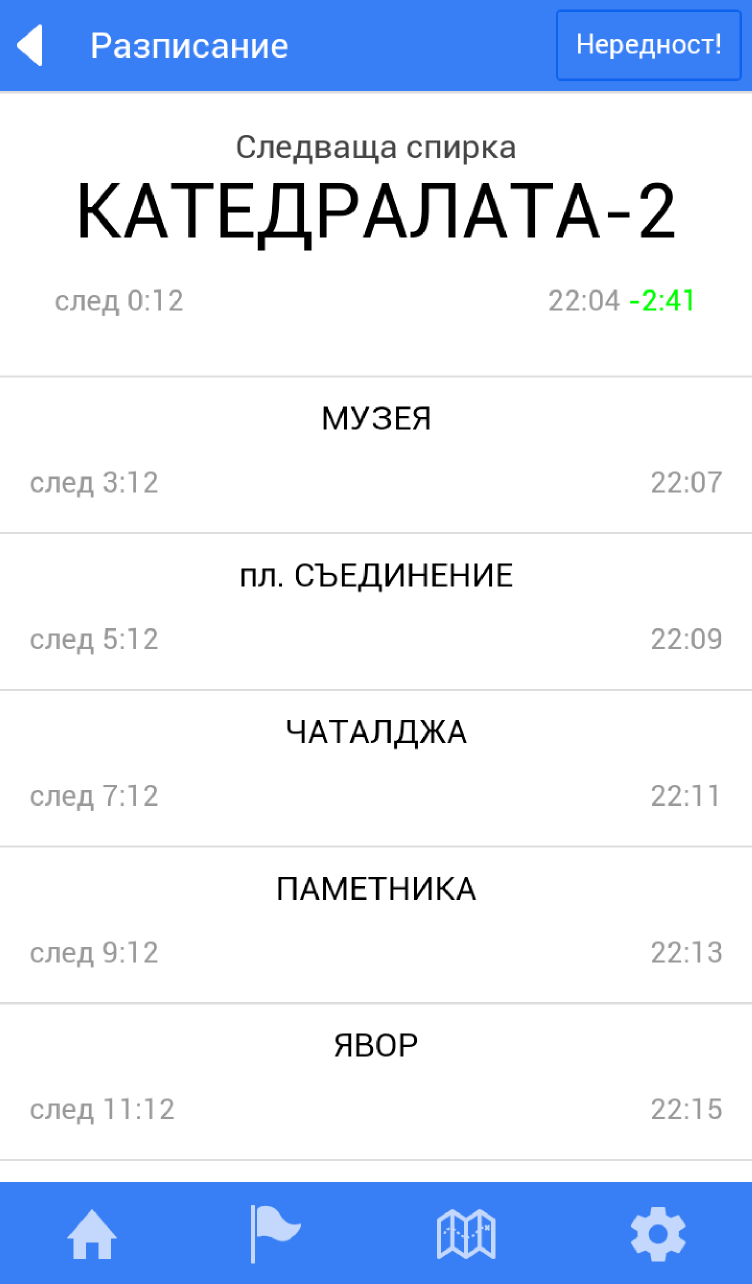 Разписание
Нередност!
Следваща спирка
КАТЕДРАЛАТА-2
след 0:12
22:04 -2:41
МУЗЕЯ
след 3:12
22:07
пл. СЪЕДИНЕНИЕ
след 5:12
22:09
ЧАТАЛДЖА
след 7:12
22:11
ПАМЕТНИКА
след 9:12
22:13
ЯВОР
след 11:12
22:15